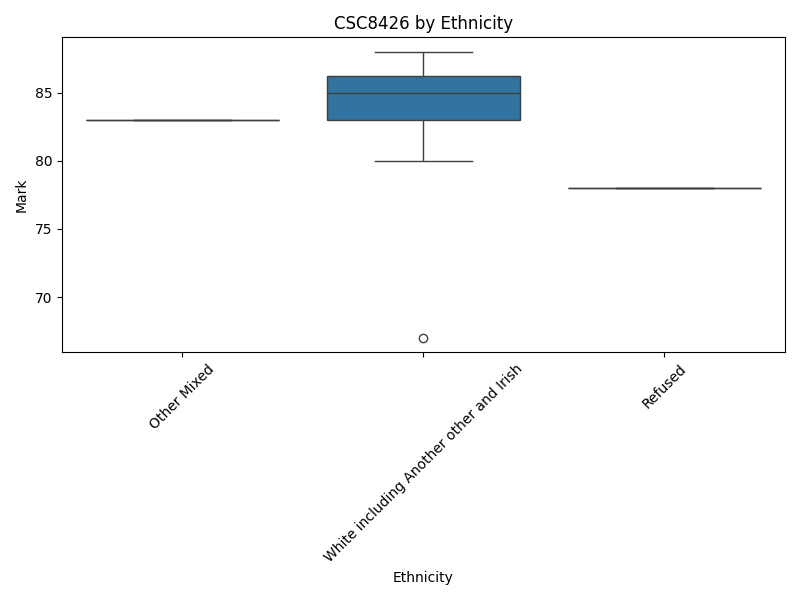 CSC8426 by Ethnicity
Mark
85
80
75
70
Other Mixed
White including Another other and Irish
Refused
Ethnicity